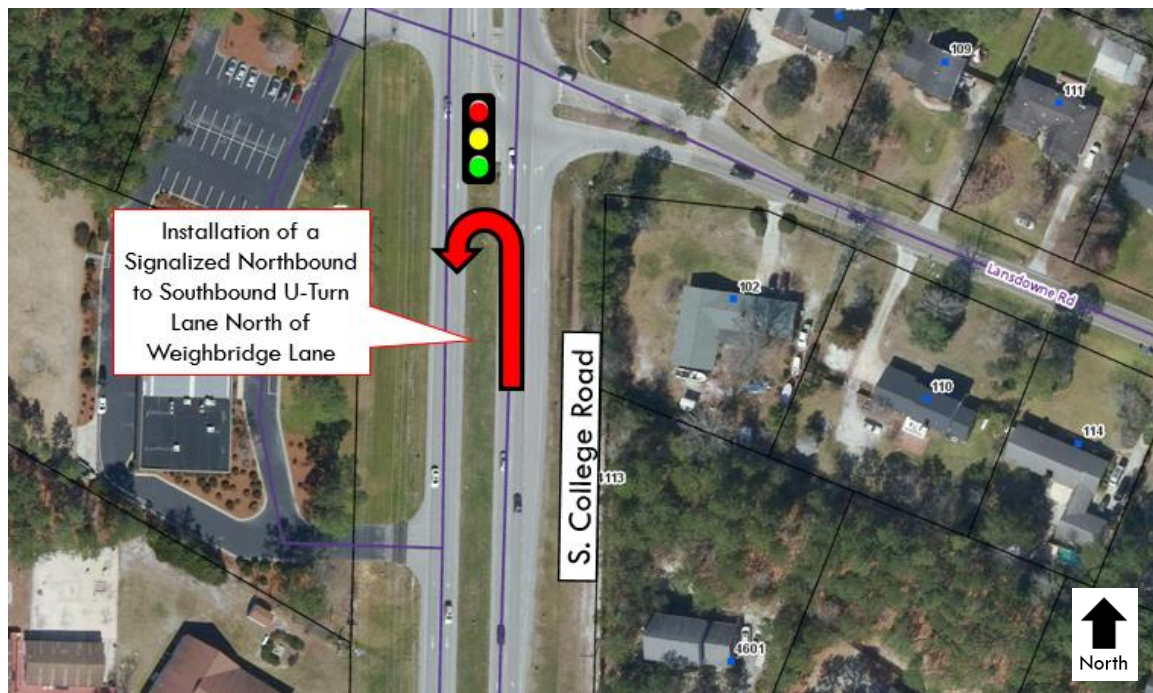 109
111
Installation of a
Signalized Northbound
to Southbound U-Turn
Lane North of
Weighbridge Lane
Lansdowne Rd
102
S. College Road
110
114
4601
North